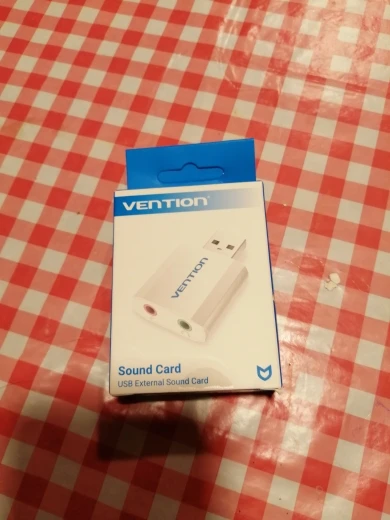 VENTION
VENTION
Sound Card
USB External Sound Card